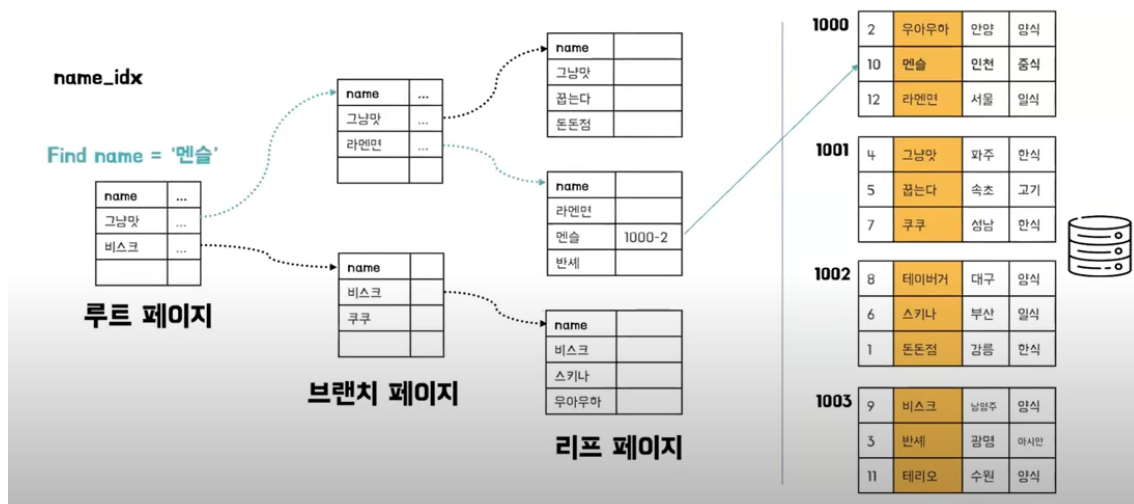 name_idx
Find name = '멘슬'
name ...
그냥맛 ...
비스크 ...
루트 페이지
name ...
그냥맛 ...
라멘면 ...
name
비스크
쿠쿠
브랜치 페이지
name
그냥맛
꼽는다
돈돈점
name
라멘면
멘슬 1000-2
반셰
name
비스크
스키나
우아우하
리프 페이지
1000
2 우아우하 안양 양식
10 멘슬 인천 중식
12 라멘면 서울 일식
1001
4 그냥맛 파주 한식
5 꼽는다 속초 고기
7 쿠쿠 성남 한식
1002
8 테이버거 대구 양식
6 스키나 부산 일식
1 돈돈점 강릉 한식
1003
9 비스크 남양주 양식
3 반셰 광명 아시안
11 테리오 수원 양식